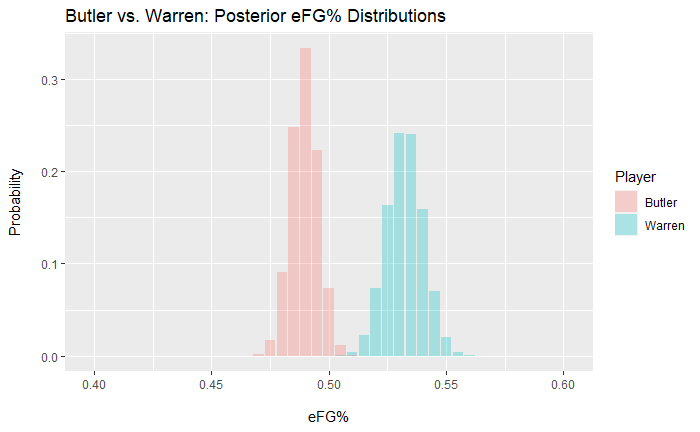 Butler vs. Warren: Posterior eFG% Distributions
0.3
0.2
0.1
0.0
Probability
0.40 0.45 0.50 0.55 0.60
eFG%
Player
Butler
Warren